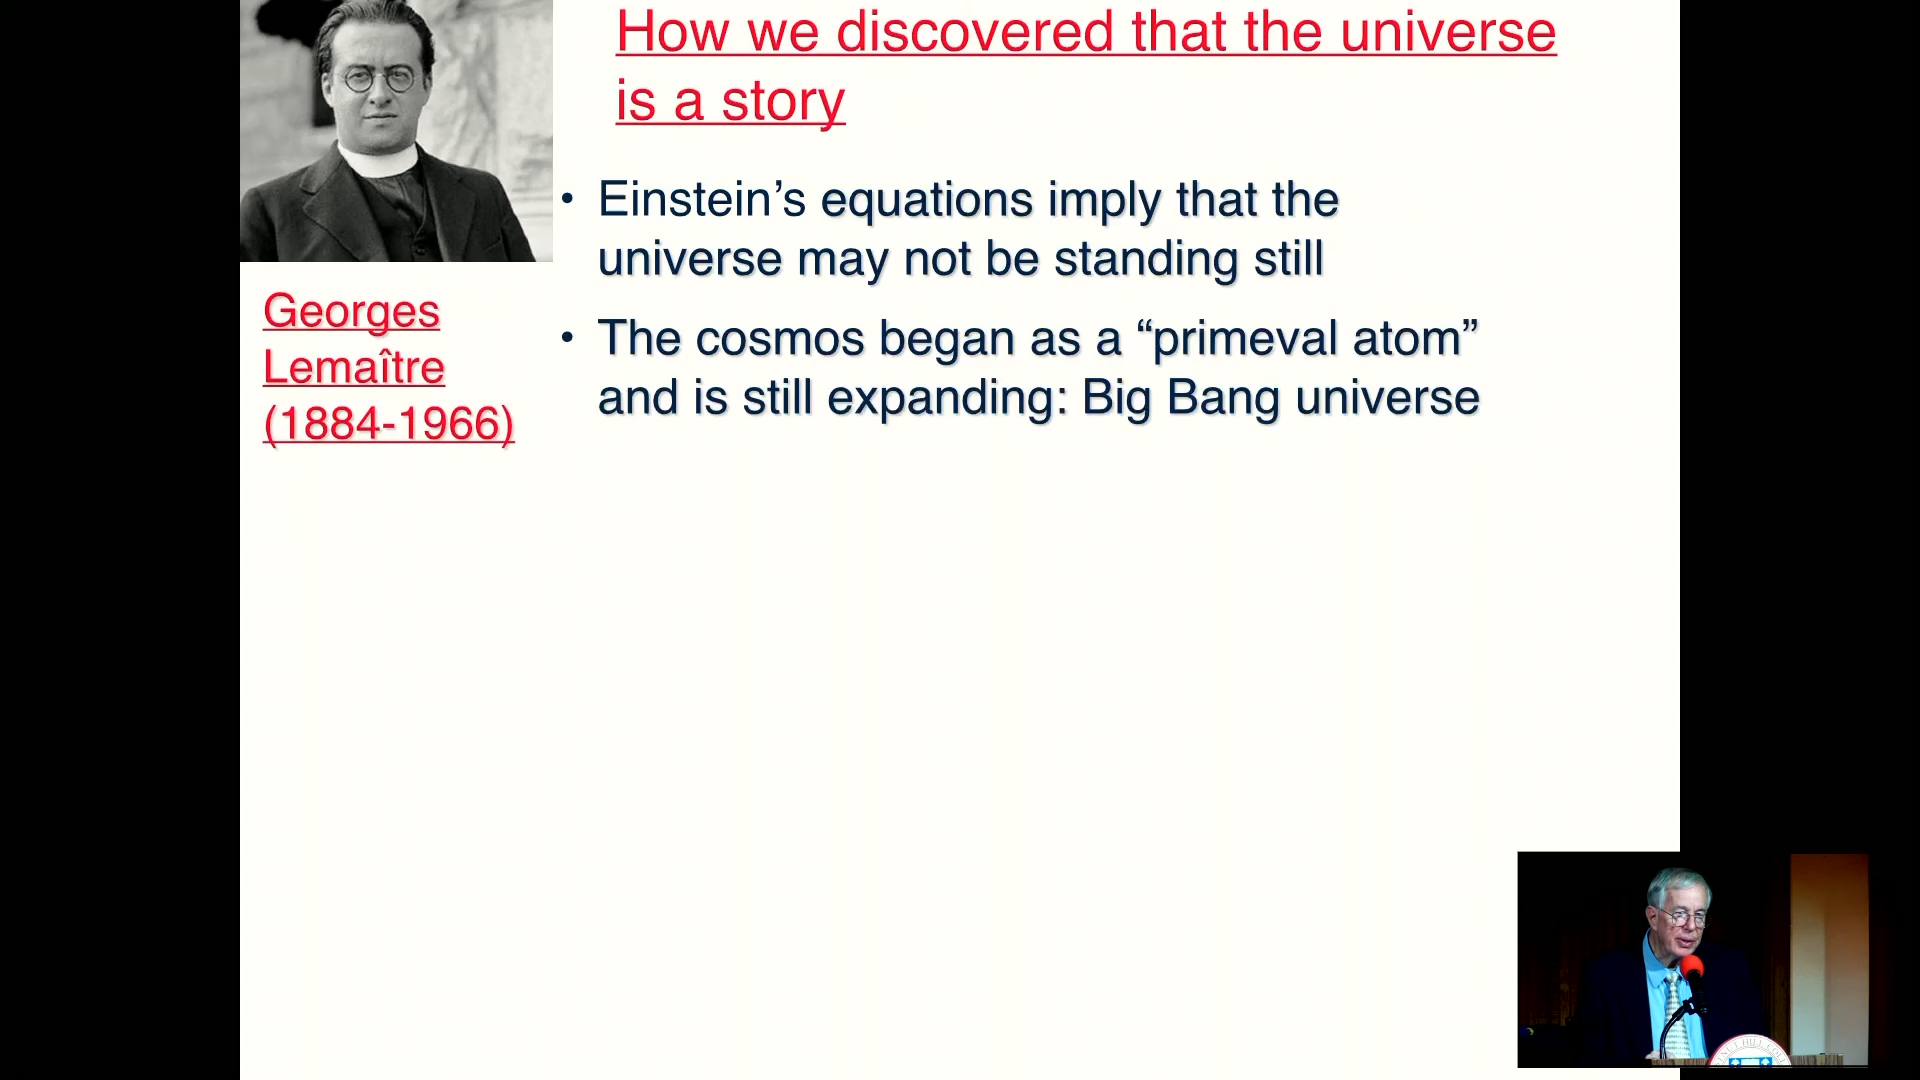 How we discovered that the universe
is a story
• Einstein’s equations imply that the
universe may not be standing still
• The cosmos began as a “primeval atom”
and is still expanding: Big Bang universe
Georges
Lemaître
(1884-1966)